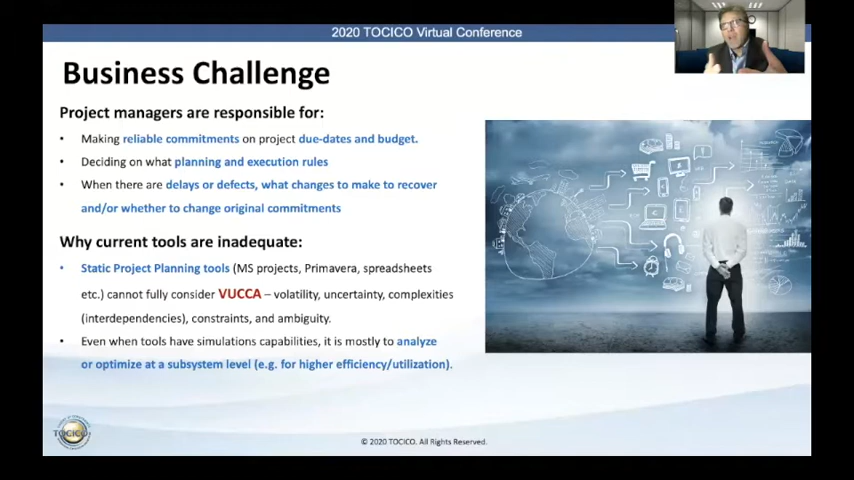 2020 TOCICO Virtual Conference
Business Challenge
Project managers are responsible for:
• Making reliable commitments on project due-dates and budget.
• Deciding on what planning and execution rules
• When there are delays or defects, what changes to make to recover
and/or whether to change original commitments
Why current tools are inadequate:
• Static Project Planning tools (MS projects, Primavera, spreadsheets
etc.) cannot fully consider VUCCA – volatility, uncertainty, complexities
(interdependencies), constraints, and ambiguity.
• Even when tools have simulations capabilities, it is mostly to analyze
or optimize at a subsystem level (e.g. for higher efficiency/utilization).
TOCICO
© 2020 TOCICO. All Rights Reserved.